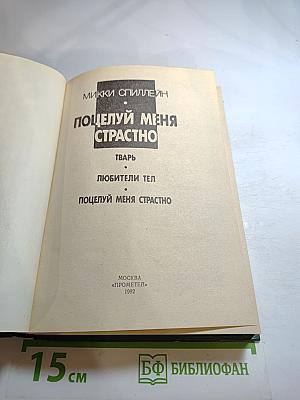 МИККИ СПИЛЛЕЙН
•
ПОЦЕЛУЙ МЕНЯ
СТРАСТНО
ТВАРЬ
•
ЛЮБИТЕЛИ ТЕЛ
•
ПОЦЕЛУЙ МЕНЯ СТРАСТНО
МОСКВА
«ПРОМЕТЕЙ»
1992
15 см
БФ БИБЛИОФАН